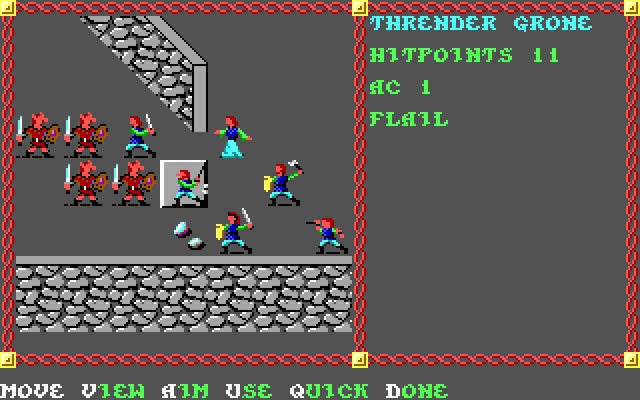 THRENDER GRONE
HITPOINTS 11
AC 1
FLAIL
MOVE VIEW AIM USE QUICK DONE